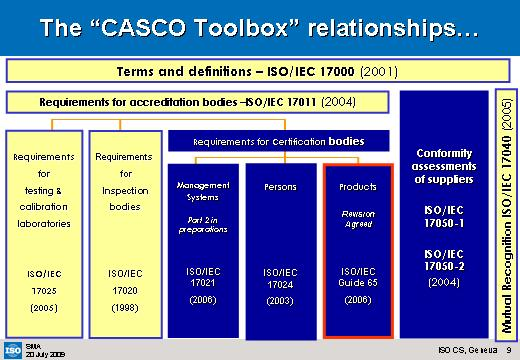 The “CASCO Toolbox” relationships…
Terms and definitions – ISO/IEC 17000 (2001)
Requirements for accreditation bodies –ISO/IEC 17011 (2004)
Requirements
for
testing &
calibration
laboratories
ISO/IEC
17025
(2005)
Requirements
for
Inspection
bodies
ISO/IEC
17020
(1998)
Requirements for Certification bodies
Management
Systems
Part 2 in
preparations
ISO/IEC
17021
(2006)
Persons
ISO/IEC
17024
(2003)
Products
Revision
Agreed
ISO/IEC
Guide 65
(2006)
Conformity
assessments
of suppliers
ISO/IEC
17050-1
ISO/IEC
17050-2
(2004)
Mutual Recognition ISO/IEC 17040 (2005)
ISO
SMA
20 July 2009
ISO CS, Geneva 9